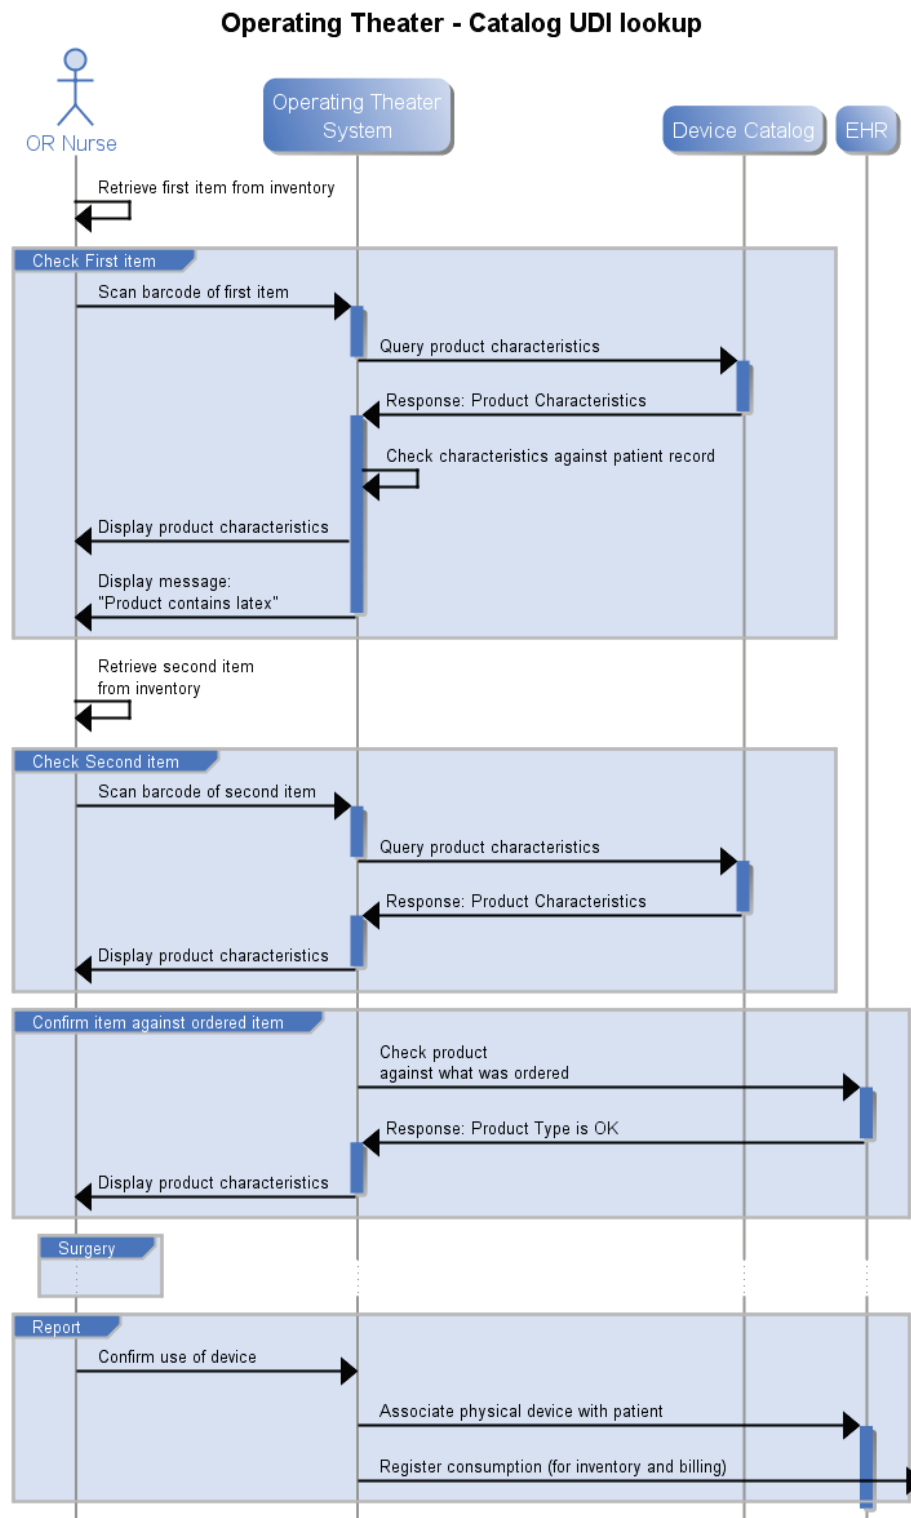 Operating Theater - Catalog UDI lookup
OR Nurse
Operating Theater
System
Device Catalog
EHR
Retrieve first item from inventory
Check First item
Scan barcode of first item
Query product characteristics
Response: Product Characteristics
Check characteristics against patient record
Display product characteristics
Display message:
"Product contains latex"
Retrieve second item
from inventory
Check Second item
Scan barcode of second item
Query product characteristics
Response: Product Characteristics
Display product characteristics
Confirm item against ordered item
Check product
against what was ordered
Response: Product Type is OK
Display product characteristics
Surgery
Report
Confirm use of device
Associate physical device with patient
Register consumption (for inventory and billing)